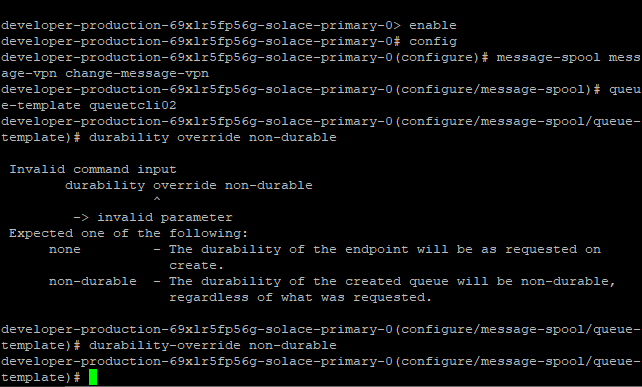 developer-production-69xlr5fp56g-solace-primary-0> enable
developer-production-69xlr5fp56g-solace-primary-0# config
developer-production-69xlr5fp56g-solace-primary-0(configure)# message-spool mess
age-vpn change-message-vpn
developer-production-69xlr5fp56g-solace-primary-0(configure/message-spool)# queu
e-template queuetcli02
developer-production-69xlr5fp56g-solace-primary-0(configure/message-spool/queue-
template)# durability override non-durable
Invalid command input
durability override non-durable
^
-> invalid parameter
Expected one of the following:
none - The durability of the endpoint will be as requested on
create.
non-durable - The durability of the created queue will be non-durable,
regardless of what was requested.
developer-production-69xlr5fp56g-solace-primary-0(configure/message-spool/queue-
template)# durability-override non-durable
developer-production-69xlr5fp56g-solace-primary-0(configure/message-spool/queue-
template)#